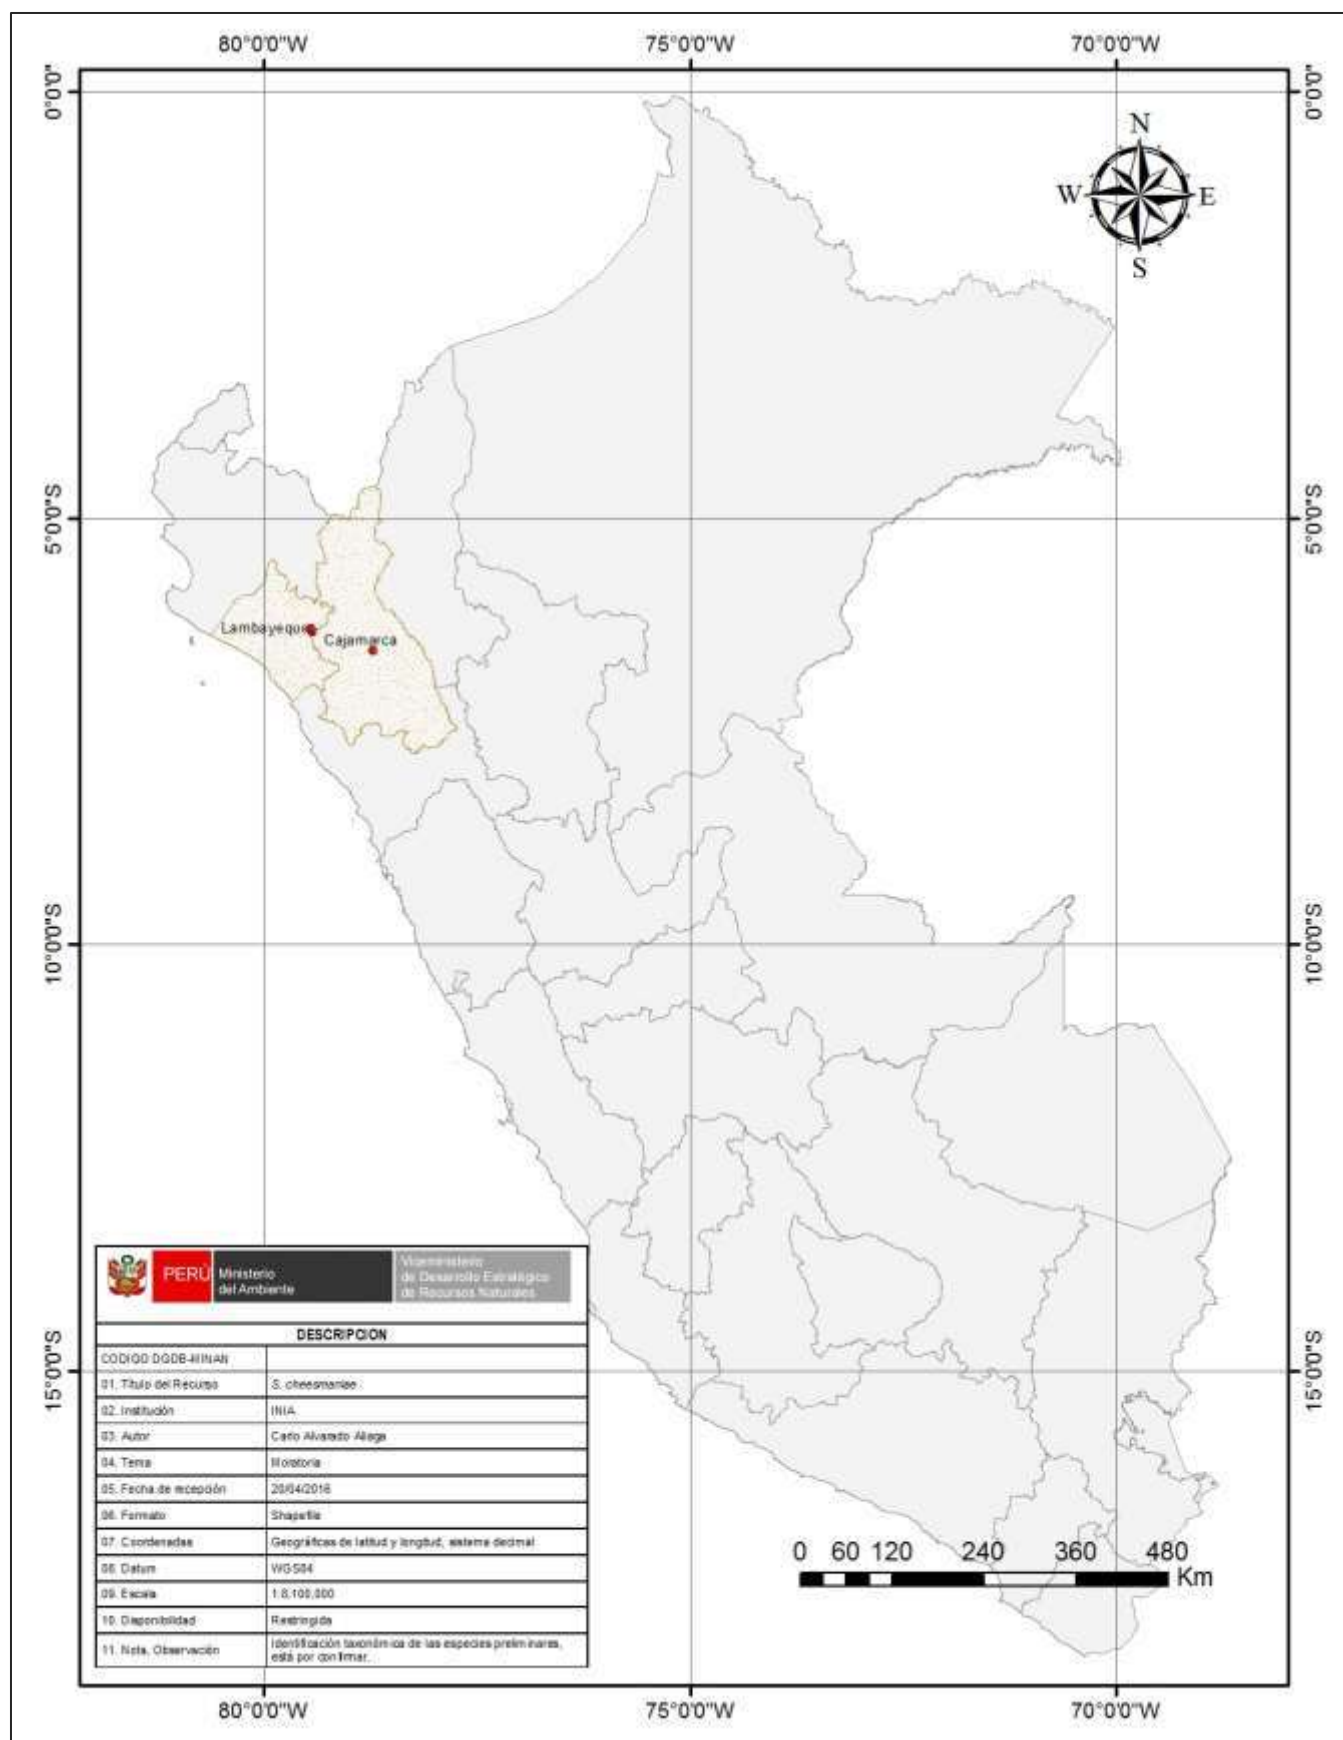 80°0'0"W 75°0'0"W 70°0'0"W
0°0'0" 0°0'0"
N
W E
S
5°0'0"S 5°0'0"S
Lambayeque
Cajamarca
10°0'0"S 10°0'0"S
15°0'0"S 15°0'0"S
PERÚ Ministerio
del Ambiente
Viceministerio
de Desarrollo Estratégico
de Recursos Naturales
DESCRIPCION
CODIGO DGDB-MINAN
01. Título del Recurso S. cheesmaniae
02. Institución INIA
03. Autor Carlo Alvarado Aliaga
04. Tema Moratoria
05. Fecha de recepción 20/04/2016
06. Formato Shapefile
07. Coordenadas Geográficas de latitud y longitud, sistema decimal
08. Datum WGS84
09. Escala 1:8,100,000
10. Disponibilidad Restringida
11. Nota, Observación Identificación taxonómica de las especies preliminares,
está por confirmar.
0 60 120 240 360 480
Km
80°0'0"W 75°0'0"W 70°0'0"W